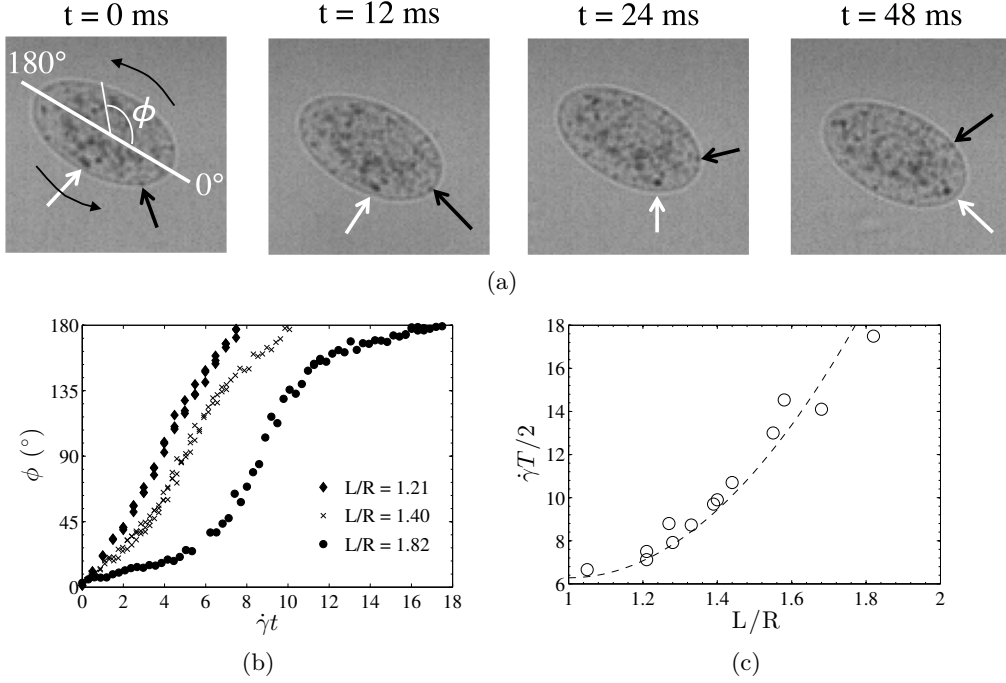 t = 0 ms
t = 12 ms
t = 24 ms
t = 48 ms
180°
ϕ
0°
(a)
180
135
90
45
0
ϕ (°)
L/R = 1.21
L/R = 1.40
L/R = 1.82
0
2
4
6
8
10
12
14
16
18
γ̇t
(b)
18
16
14
12
10
8
6
γ̇T/2
1
1.2
1.4
1.6
1.8
2
L/R
(c)